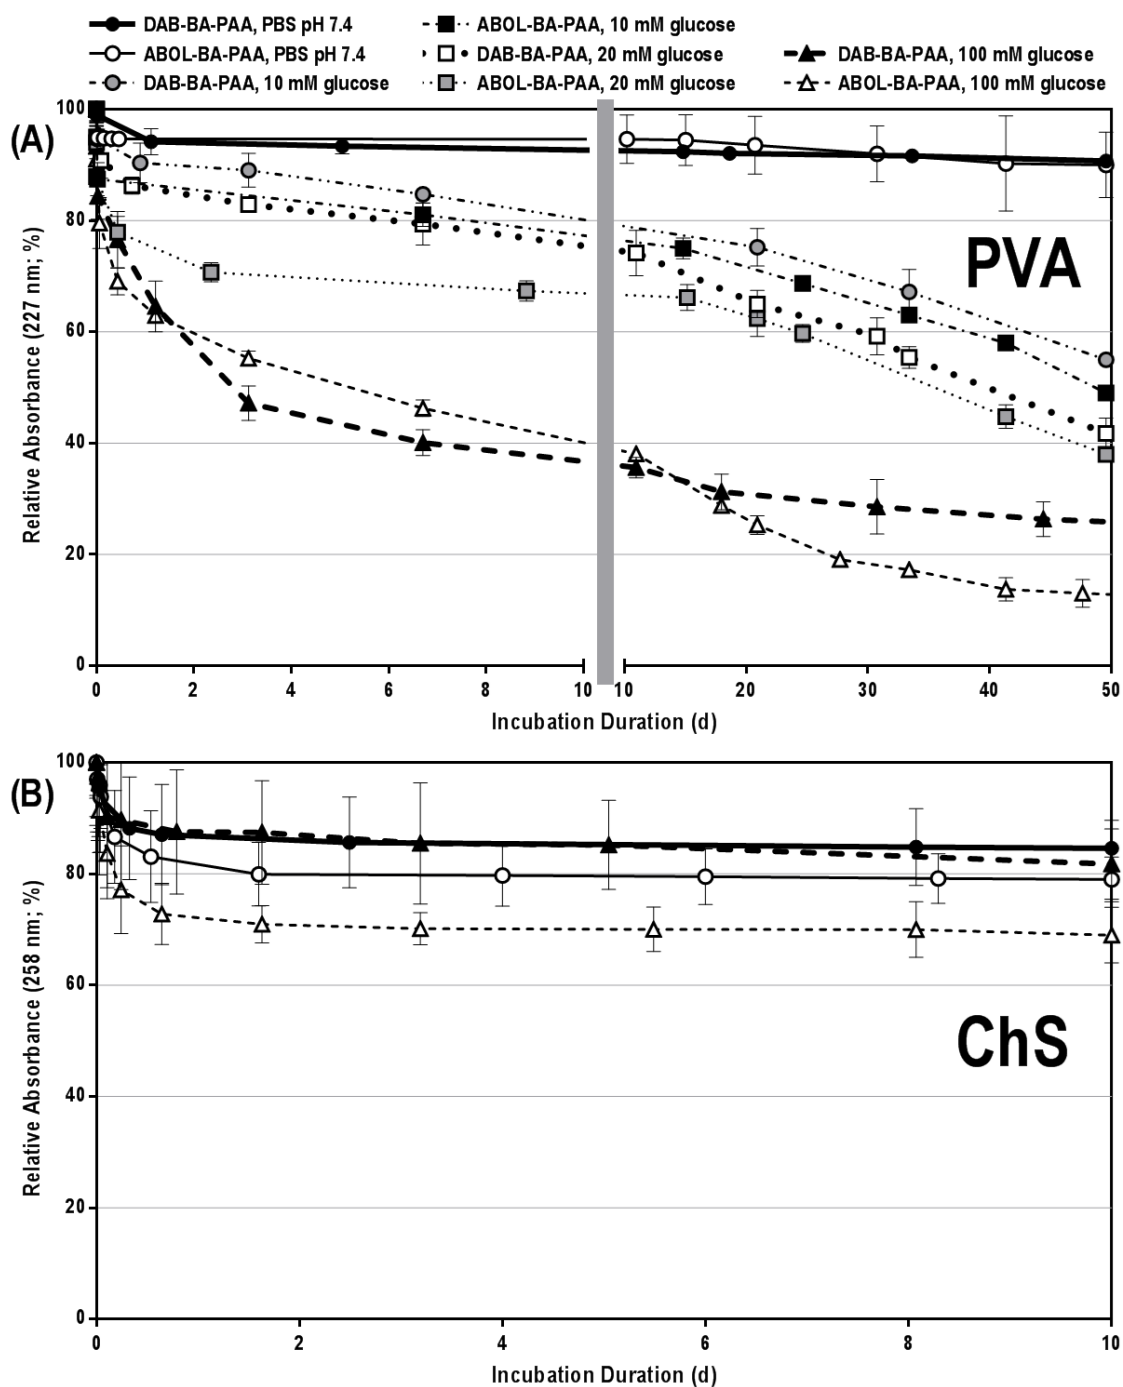 DAB-BA-PAA, PBS pH 7.4
ABOL-BA-PAA, 10 mM glucose
ABOL-BA-PAA, PBS pH 7.4
DAB-BA-PAA, 20 mM glucose
DAB-BA-PAA, 100 mM glucose
DAB-BA-PAA, 10 mM glucose
ABOL-BA-PAA, 20 mM glucose
ABOL-BA-PAA, 100 mM glucose
(A)
Relative Absorbance (227 nm; %)
100
80
60
40
20
0
PVA
0 2 4 6 8 10 10 20 30 40 50
Incubation Duration (d)
(B)
Relative Absorbance (258 nm; %)
100
80
60
40
20
0
ChS
0 2 4 6 8 10
Incubation Duration (d)